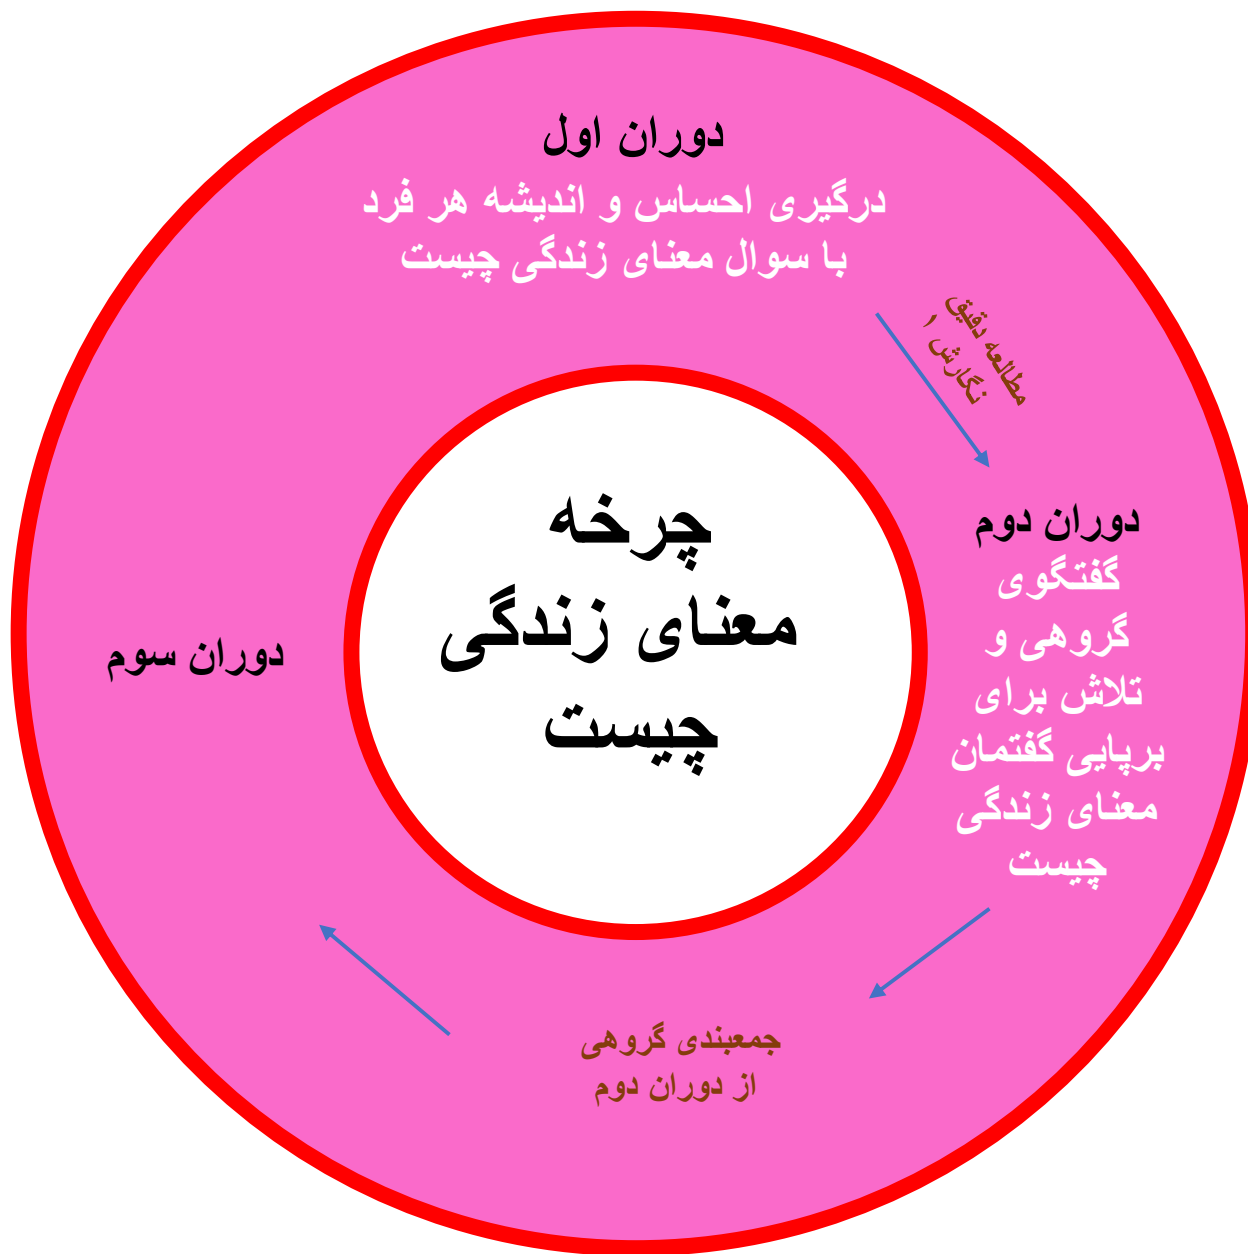 دوران اول
درگیری احساس و اندیشه هر فرد
با سوال معنای زندگی چیست
مطالعه دقیق
نگارش ۱
دوران دوم
گفتگوی
گروهی و
تلاش برای
برپایی گفتمان
معنای زندگی
چیست
جمعبندی گروهی
از دوران دوم
دوران سوم
چرخه
معنای زندگی
چیست